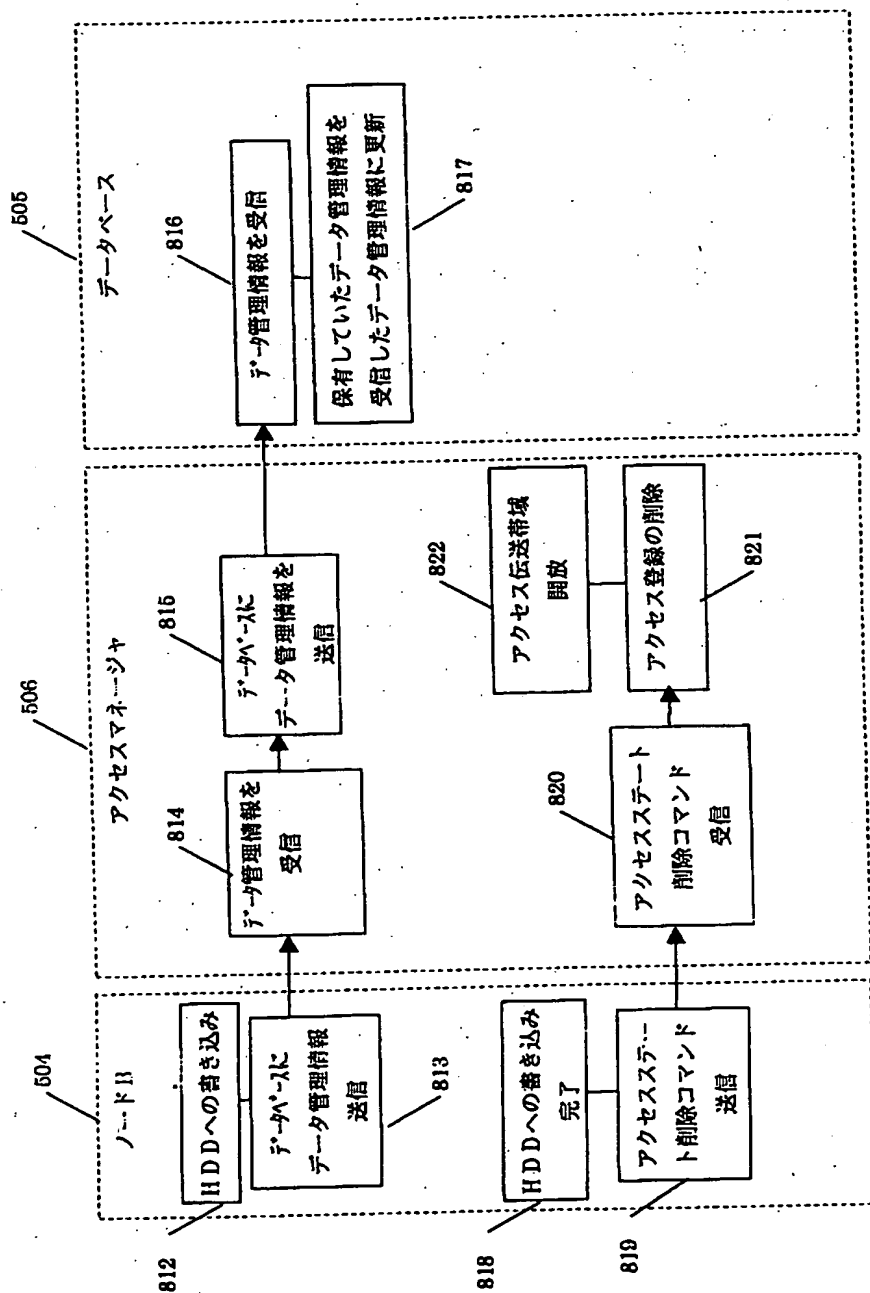 504
ノードB
812
HDDへの書き込み
データベースに
データ管理情報
送信
813
818
HDDへの書き込み
完了
819
アクセスステー
ト削除コマンド
送信
506
アクセスマネージャ
814
データ管理情報を
受信
815
データベースに
データ管理情報を
送信
820
アクセスステート
削除コマンド
受信
822
アクセス伝送帯域
開放
アクセス登録の削除
821
505
データベース
816
データ管理情報を受信
保有していたデータ管理情報を
受信したデータ管理情報に更新
817